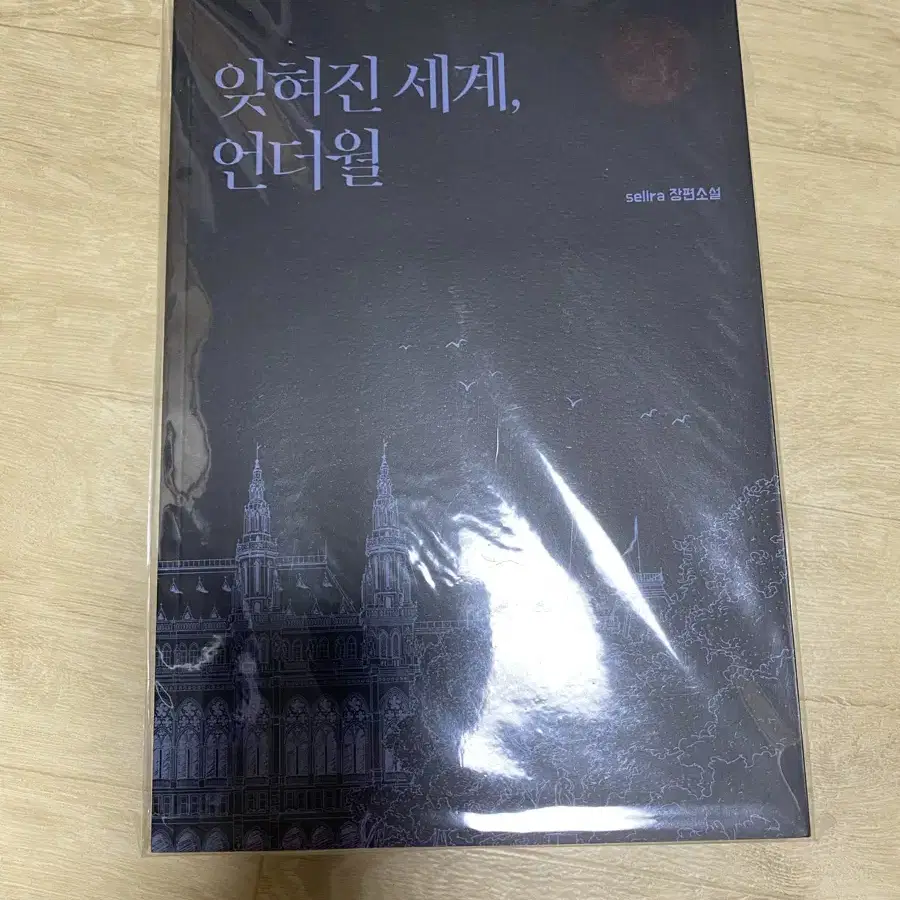 잊혀진 세계,
언더월
selira 장편소설